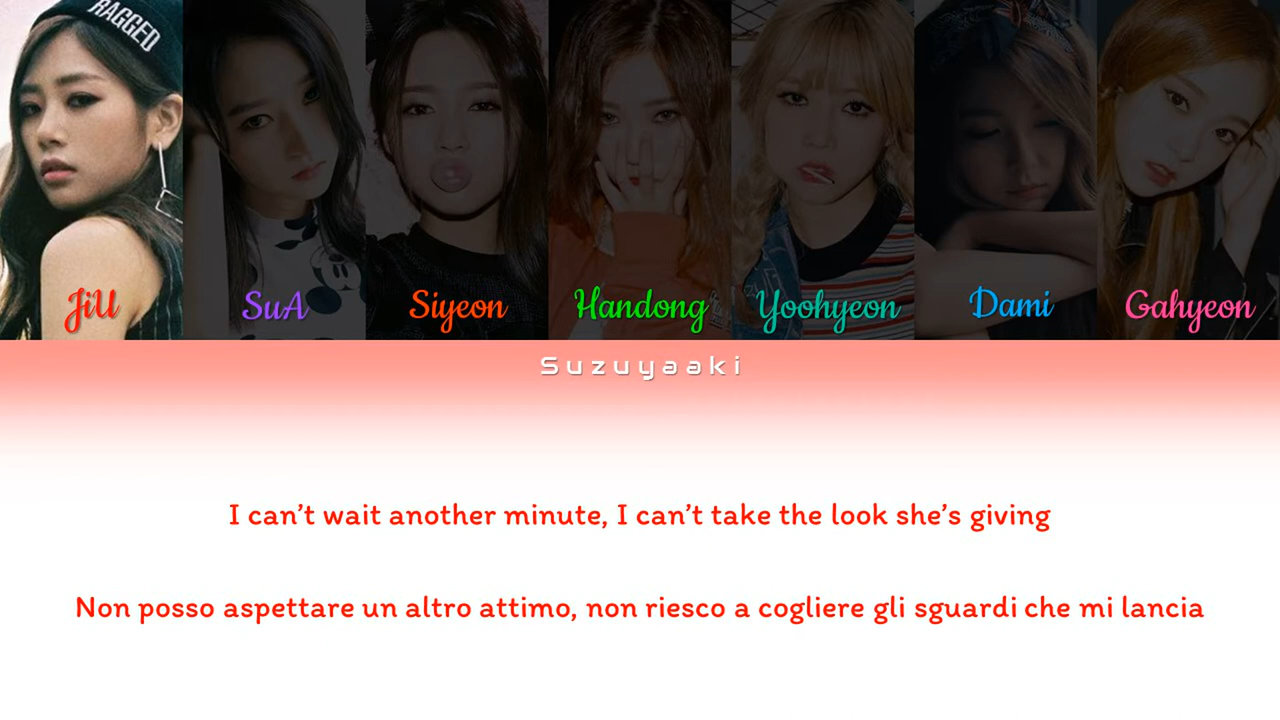 RAGGED
JiU SuA Siyeon Handong Yoohyeon Dami Gahyeon
Suzuyaaki
I can't wait another minute, I can't take the look she's giving
Non posso aspettare un altro attimo, non riesco a cogliere gli sguardi che mi lancia